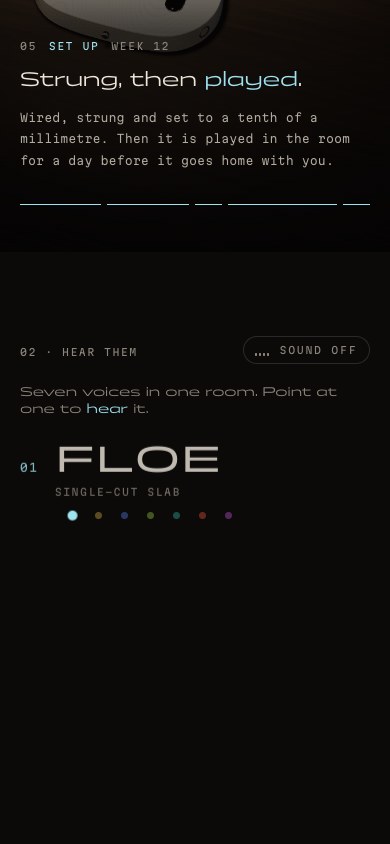 05 SET UP WEEK 12
Strung, then played.
Wired, strung and set to a tenth of a
millimetre. Then it is played in the room
for a day before it goes home with you.
02 · HEAR THEM
SOUND OFF
Seven voices in one room. Point at
one to hear it.
01 FLOE
SINGLE-CUT SLAB